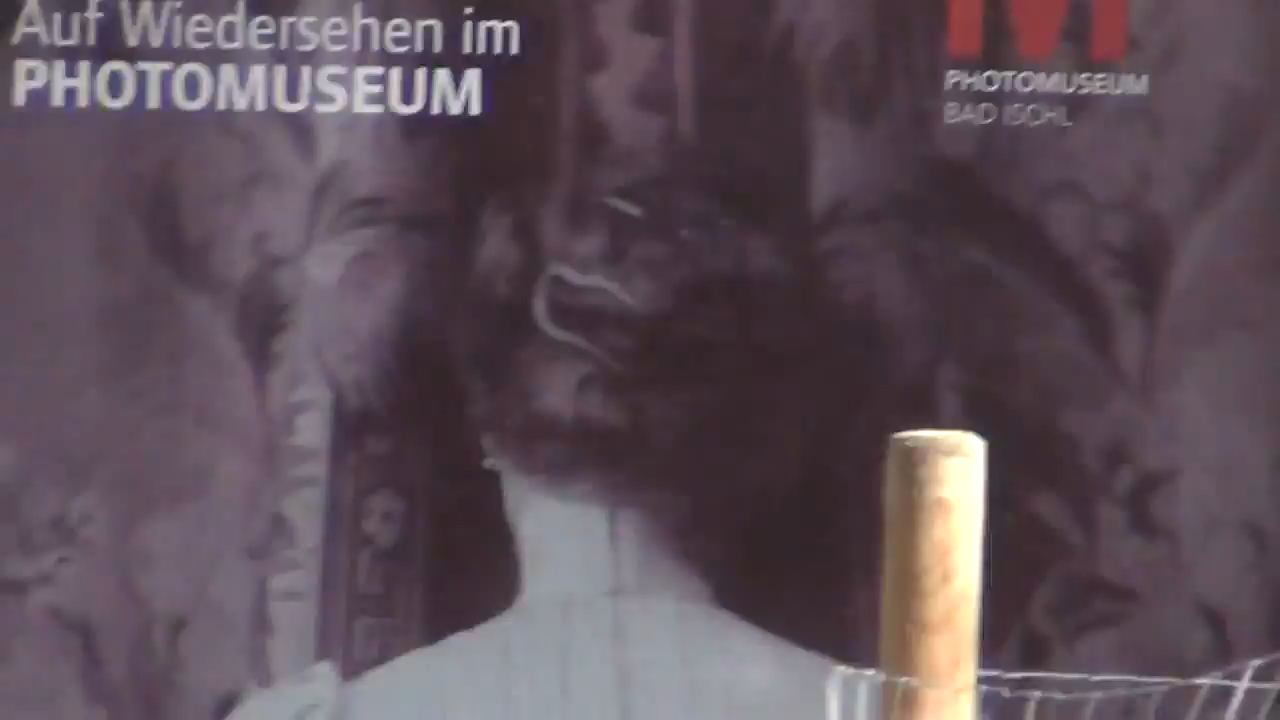 Auf Wiedersehen im
PHOTOMUSEUM
M
PHOTOMUSEUM
BAD ISCHL